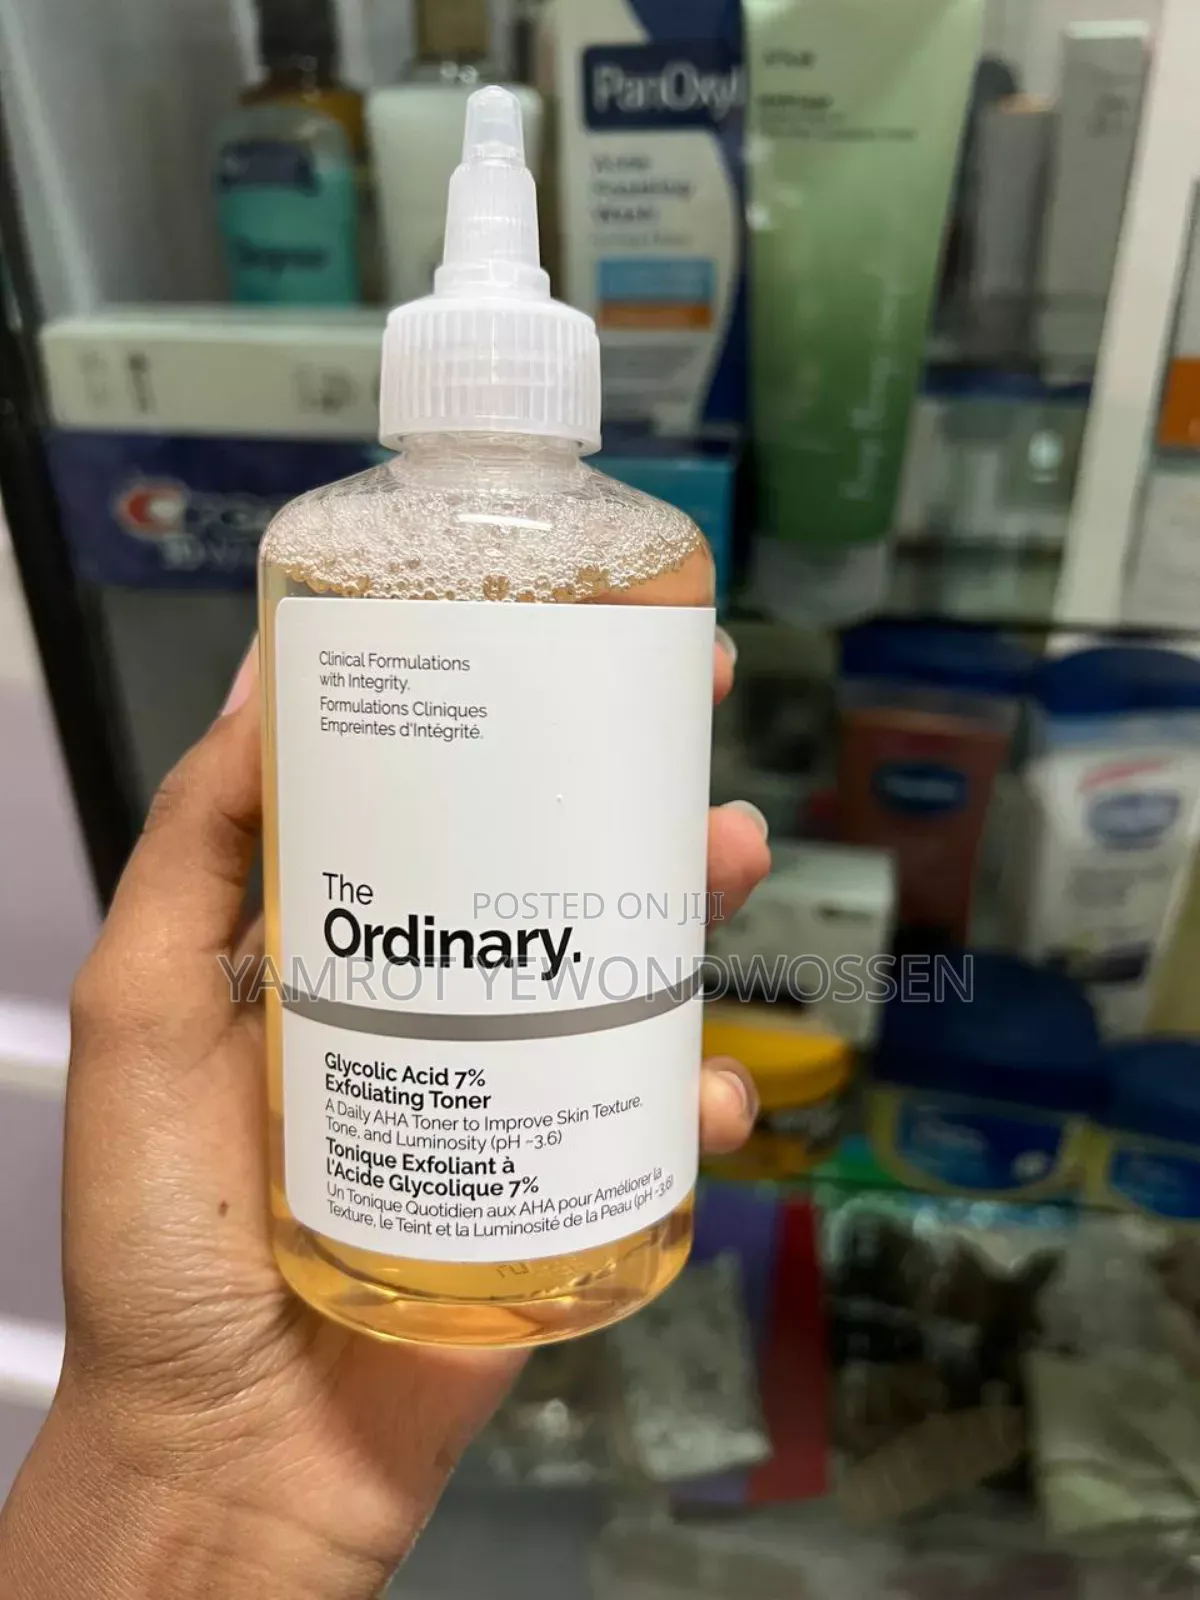 PanOxyl
Clinical Formulations
with Integrity.
Formulations Cliniques
Empreintes d'Intégrité.
The
Ordinary.
POSTED ON JIJI
YAMROT YEWONDWOSSEN
Glycolic Acid 7%
Exfoliating Toner
A Daily AHA Toner to Improve Skin Texture,
Tone, and Luminosity (pH ~3.6)
Tonique Exfoliant à
l'Acide Glycolique 7%
Un Tonique Quotidien aux AHA pour Améliorer la
Texture, le Teint et la Luminosité de la Peau (pH ~3.6)